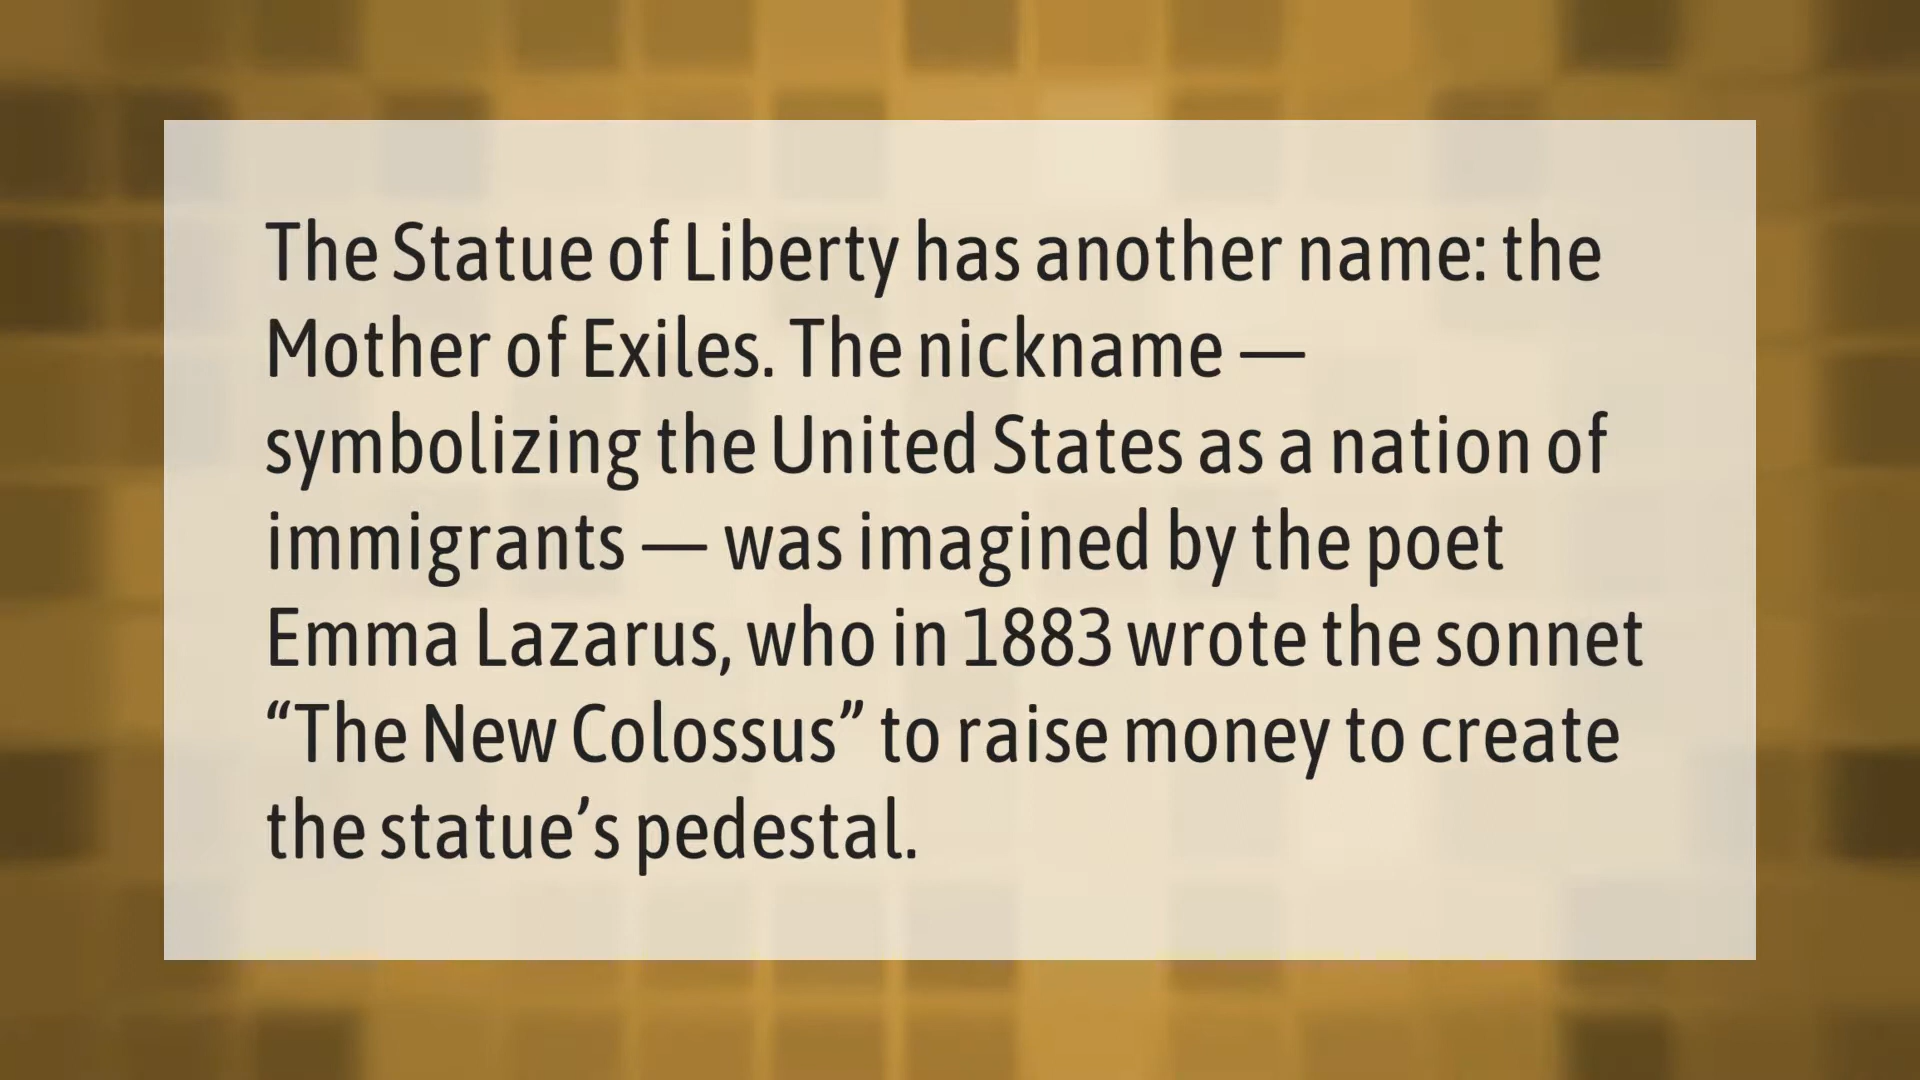 The Statue of Liberty has another name: the
Mother of Exiles. The nickname —
symbolizing the United States as a nation of
immigrants — was imagined by the poet
Emma Lazarus, who in 1883 wrote the sonnet
“The New Colossus” to raise money to create
the statue’s pedestal.